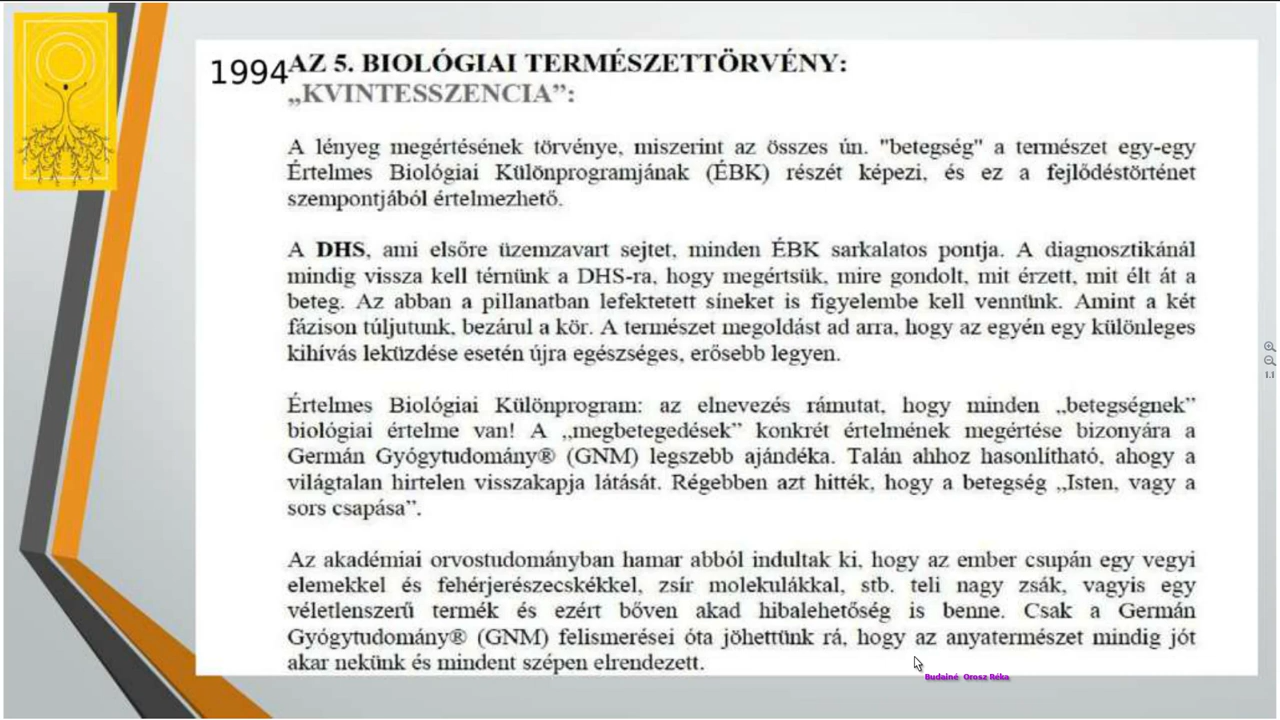 1994
AZ 5. BIOLÓGIAI TERMÉSZETTÖRVÉNY:
„KVINTESSZENCIA”:
A lényeg megértésének törvénye, miszerint az összes ún. "betegség" a természet egy-egy
Értelmes Biológiai Különprogramjának (ÉBK) részét képezi, és ez a fejlődéstörténet
szempontjából értelmezhető.
A DHS, ami elsőre üzemzavart sejtet, minden ÉBK sarkalatos pontja. A diagnosztikánál
mindig vissza kell térnünk a DHS-ra, hogy megértsük, mire gondolt, mit érzett, mit élt át a
beteg. Az abban a pillanatban lefektetett síneket is figyelembe kell vennünk. Amint a két
fázison túljutunk, bezárul a kör. A természet megoldást ad arra, hogy az egyén egy különleges
kihívás leküzdése esetén újra egészséges, erősebb legyen.
Értelmes Biológiai Különprogram: az elnevezés rámutat, hogy minden „betegségnek”
biológiai értelme van! A „megbetegedések” konkrét értelmének megértése bizonyára a
Germán Gyógytudomány® (GNM) legszebb ajándéka. Talán ahhoz hasonlítható, ahogy a
világtalan hirtelen visszakapja látását. Régebben azt hitték, hogy a betegség „Isten, vagy a
sors csapása”.
Az akadémiai orvostudományban hamar abból indultak ki, hogy az ember csupán egy vegyi
elemekkel és fehérjerészecskékkel, zsír molekulákkal, stb. teli nagy zsák, vagyis egy
véletlenszerű termék és ezért bőven akad hibalehetőség is benne. Csak a Germán
Gyógytudomány® (GNM) felismerései óta jöhettünk rá, hogy az anyatermészet mindig jót
akar nekünk és mindent szépen elrendezett.
Budainé Orosz Réka
1:1